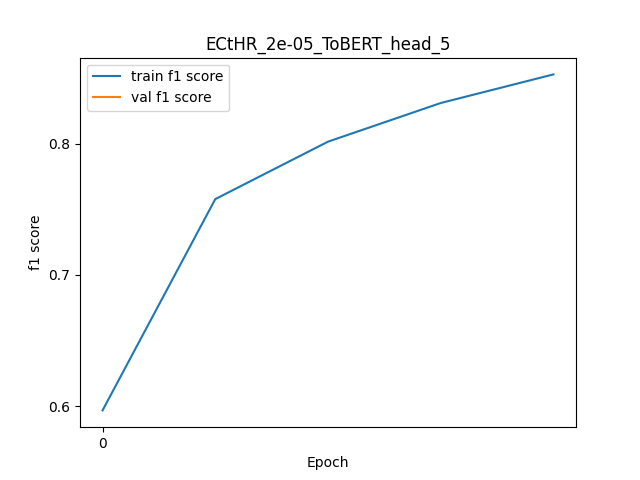 ECtHR_2e-05_ToBERT_head_5
train f1 score
val f1 score
0.8
0.7
0.6
f1 score
0
Epoch